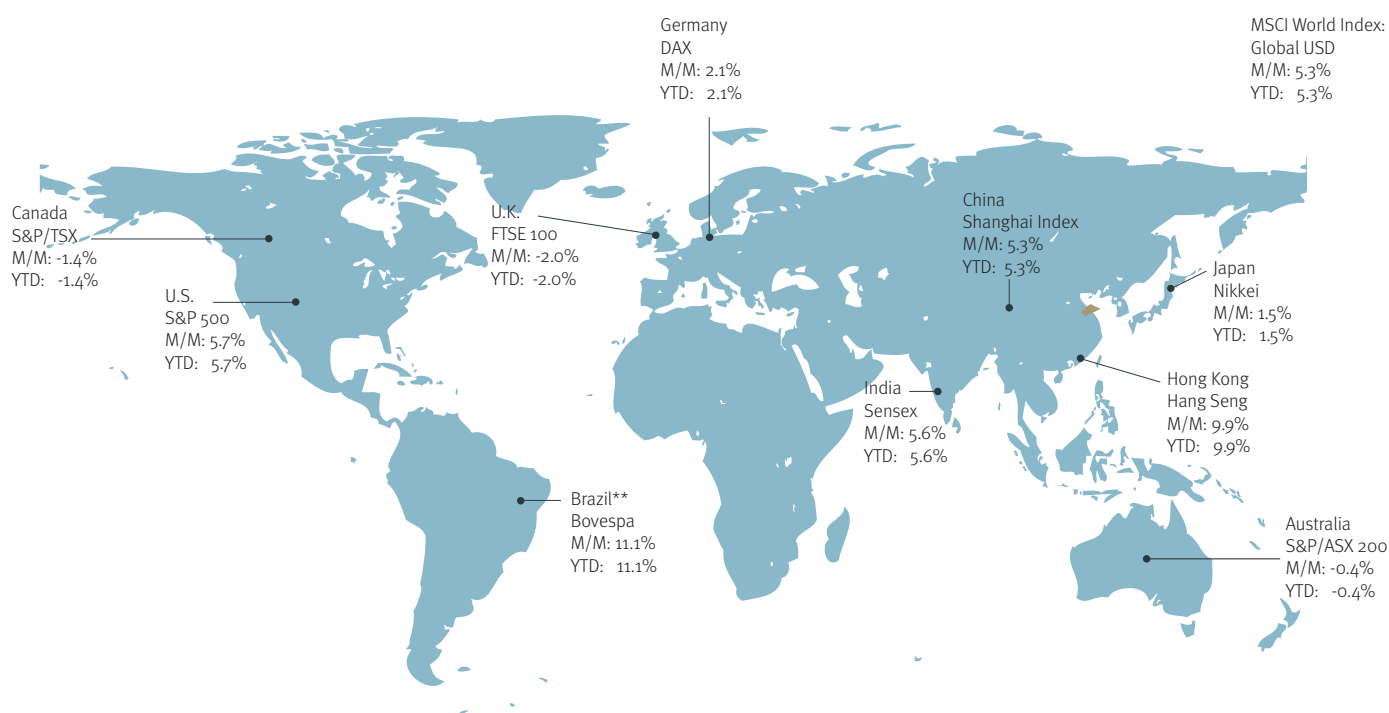 Germany
DAX
M/M: 2.1%
YTD: 2.1%
MSCI World Index:
Global USD
M/M: 5.3%
YTD: 5.3%
Canada
S&P/TSX
M/M: -1.4%
YTD: -1.4%
U.K.
FTSE 100
M/M: -2.0%
YTD: -2.0%
China
Shanghai Index
M/M: 5.3%
YTD: 5.3%
Japan
Nikkei
M/M: 1.5%
YTD: 1.5%
U.S.
S&P 500
M/M: 5.7%
YTD: 5.7%
India
Sensex
M/M: 5.6%
YTD: 5.6%
Hong Kong
Hang Seng
M/M: 9.9%
YTD: 9.9%
Brazil**
Bovespa
M/M: 11.1%
YTD: 11.1%
Australia
S&P/ASX 200
M/M: -0.4%
YTD: -0.4%